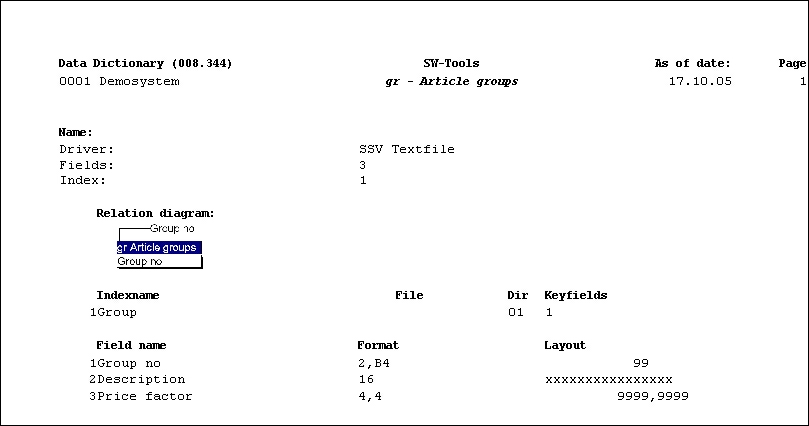 Data Dictionary (008.344) SW-Tools As of date: Page
0001 Demosystem gr - Article groups 17.10.05 1
Name:
Driver: SSV Textfile
Fields: 3
Index: 1
Relation diagram:
Group no
gr Article groups
Group no
Indexname File Dir Keyfields
1Group 01 1
Field name Format Layout
1Group no 2,B4 99
2Description 16 xxxxxxxxxxxxxxxx
3Price factor 4,4 9999,9999